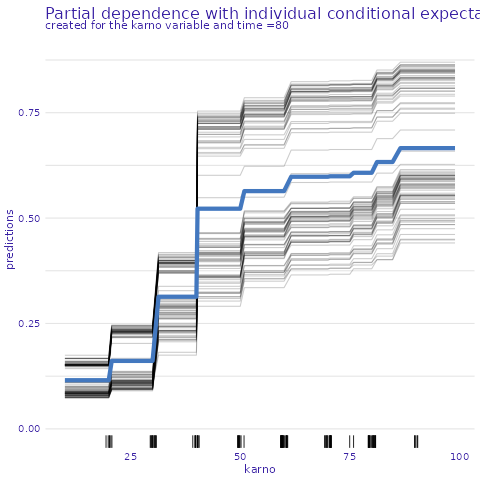 Partial dependence with individual conditional expecta
created for the karno variable and time =80
predictions
0.75
0.50
0.25
0.00
25 50 75 100
karno